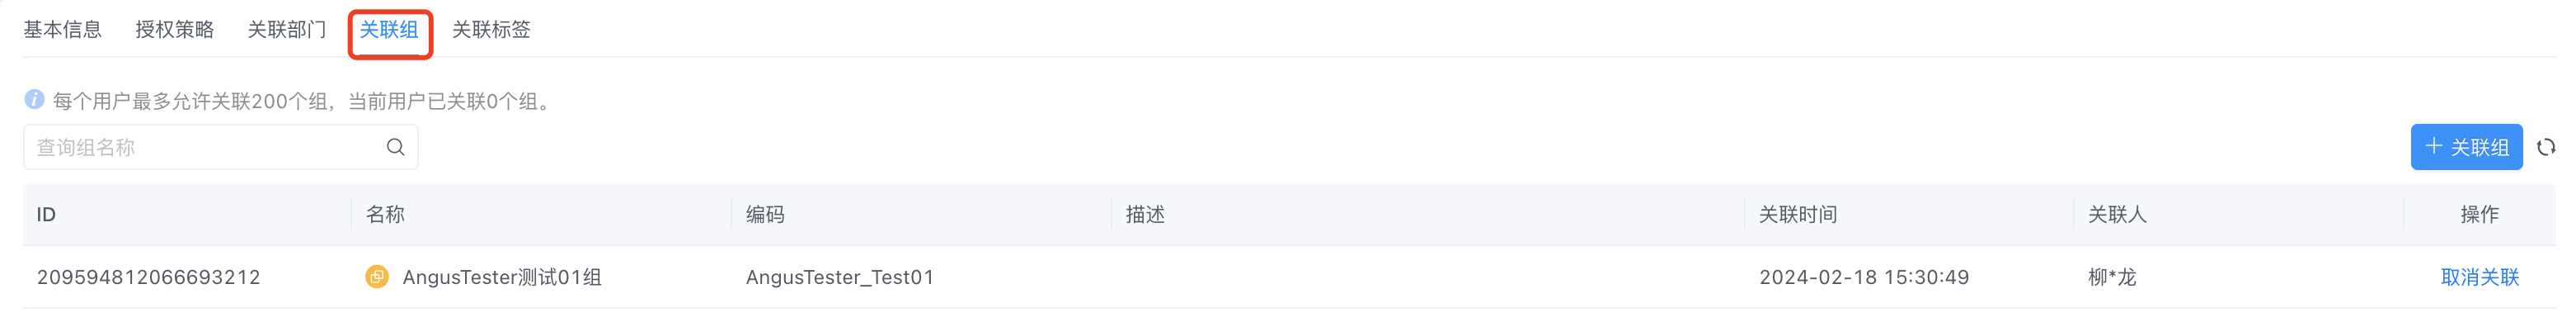 基本信息 授权策略 关联部门 关联组 关联标签
每个用户最多允许关联200个组，当前用户已关联0个组。
查询组名称 关联组
ID 名称 编码 描述 关联时间 关联人 操作
209594812066693212 AngusTester测试01组 AngusTester_Test01 2024-02-18 15:30:49 柳*龙 取消关联